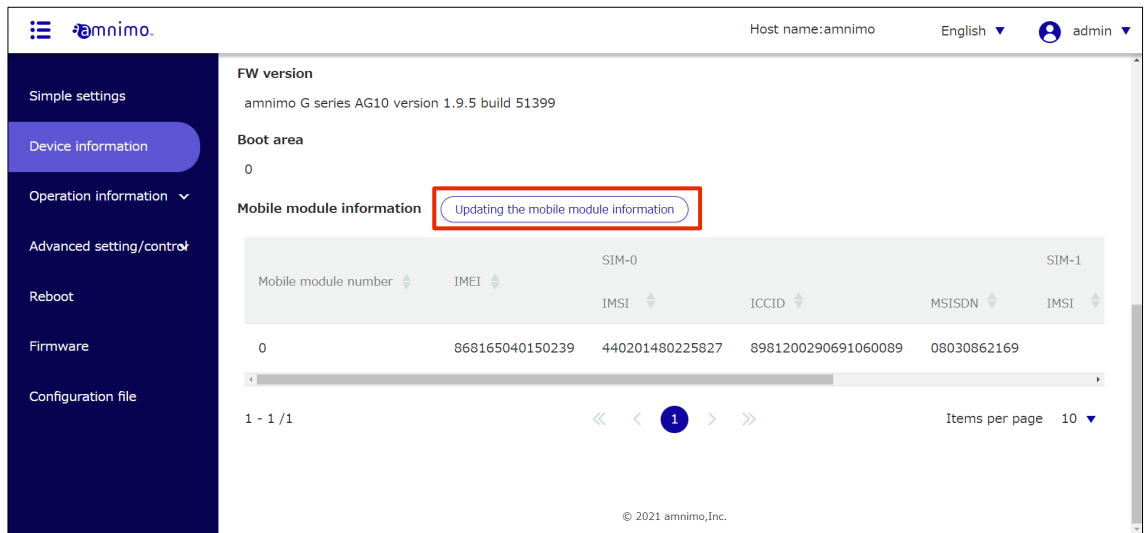 amnimo
Host name:amnimo
English
admin
Simple settings
Device information
Operation information
Advanced setting/control
Reboot
Firmware
Configuration file
FW version
amnimo G series AG10 version 1.9.5 build 51399
Boot area
0
Mobile module information
Updating the mobile module information
SIM-0
SIM-1
Mobile module number
IMEI
IMSI
ICCID
MSISDN
IMSI
0
868165040150239
440201480225827
8981200290691060089
08030862169
1 - 1 /1
1
Items per page
10
© 2021 amnimo,Inc.